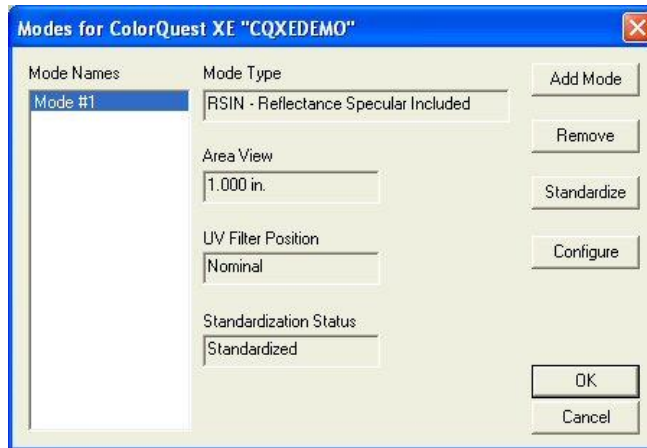 Modes for ColorQuest XE "CQXEDEMO"
Mode Names
Mode #1
Mode Type
RSIN - Reflectance Specular Included
Area View
1.000 in.
UV Filter Position
Nominal
Standardization Status
Standardized
Add Mode
Remove
Standardize
Configure
OK
Cancel